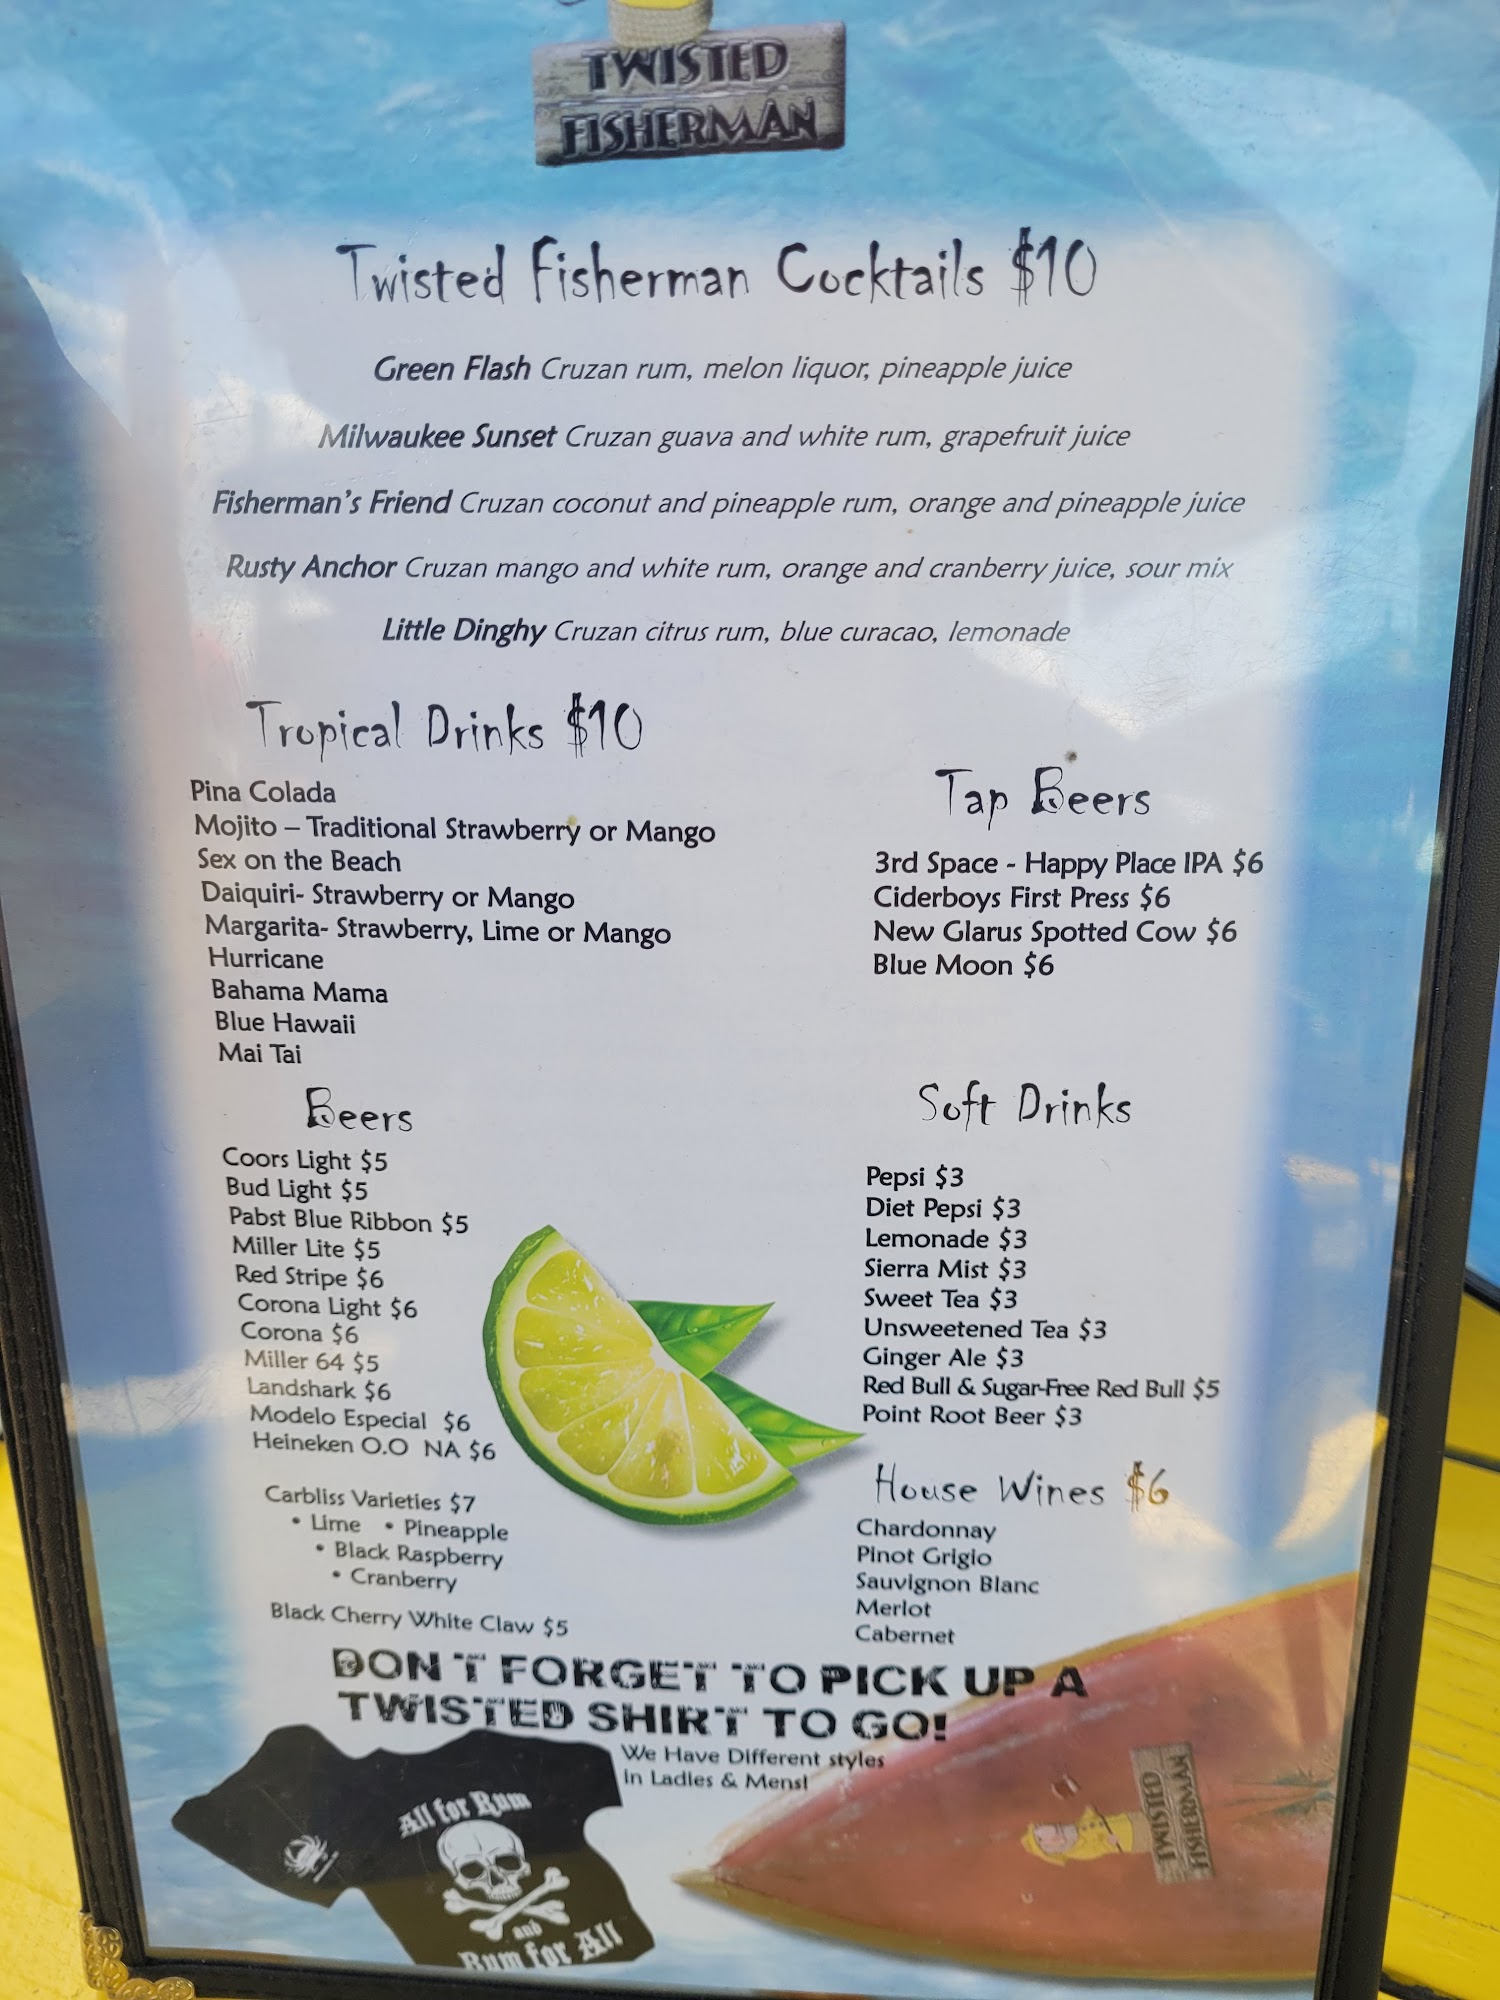 TWISTED
FISHERMAN
Twisted Fisherman Cocktails $10
Green Flash Cruzan rum, melon liquor, pineapple juice
Milwaukee Sunset Cruzan guava and white rum, grapefruit juice
Fisherman's Friend Cruzan coconut and pineapple rum, orange and pineapple juice
Rusty Anchor Cruzan mango and white rum, orange and cranberry juice, sour mix
Little Dinghy Cruzan citrus rum, blue curacao, lemonade
Tropical Drinks $10
Pina Colada
Mojito – Traditional Strawberry or Mango
Sex on the Beach
Daiquiri- Strawberry or Mango
Margarita- Strawberry, Lime or Mango
Hurricane
Bahama Mama
Blue Hawaii
Mai Tai
Tap Beers
3rd Space - Happy Place IPA $6
Ciderboys First Press $6
New Glarus Spotted Cow $6
Blue Moon $6
Beers
Coors Light $5
Bud Light $5
Pabst Blue Ribbon $5
Miller Lite $5
Red Stripe $6
Corona Light $6
Corona $6
Miller 64 $5
Landshark $6
Modelo Especial $6
Heineken O.O NA $6
Carbliss Varieties $7
• Lime • Pineapple
• Black Raspberry
• Cranberry
Black Cherry White Claw $5
Soft Drinks
Pepsi $3
Diet Pepsi $3
Lemonade $3
Sierra Mist $3
Sweet Tea $3
Unsweetened Tea $3
Ginger Ale $3
Red Bull & Sugar-Free Red Bull $5
Point Root Beer $3
House Wines $6
Chardonnay
Pinot Grigio
Sauvignon Blanc
Merlot
Cabernet
DON'T FORGET TO PICK UP A
TWISTED SHIRT TO GO!
We Have Different styles
in Ladies & Mens!
All for Rum
and
Rum for All
TWISTED
FISHERMAN